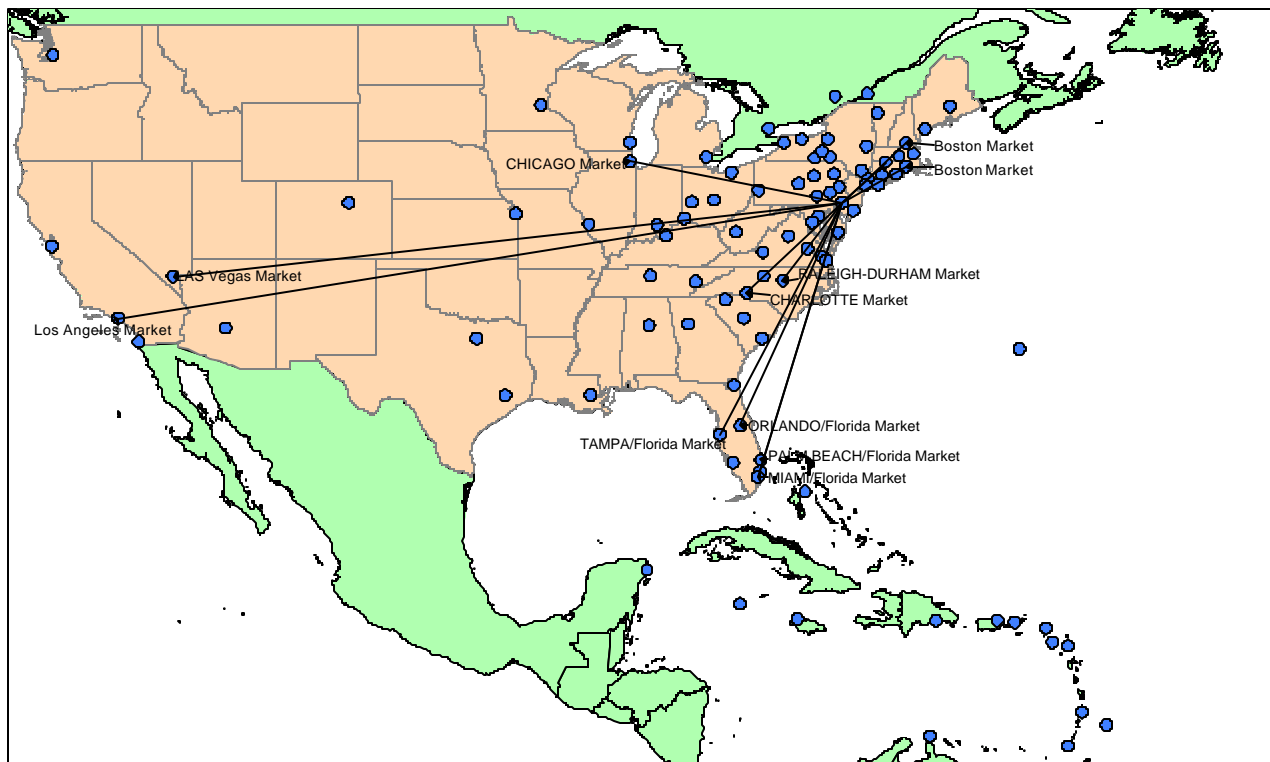 Boston Market
CHICAGO Market
Boston Market
RALEIGH-DURHAM Market
LAS Vegas Market
CHARLOTTE Market
Los Angeles Market
ORLANDO/Florida Market
TAMPA/Florida Market
PALM BEACH/Florida Market
MIAMI/Florida Market